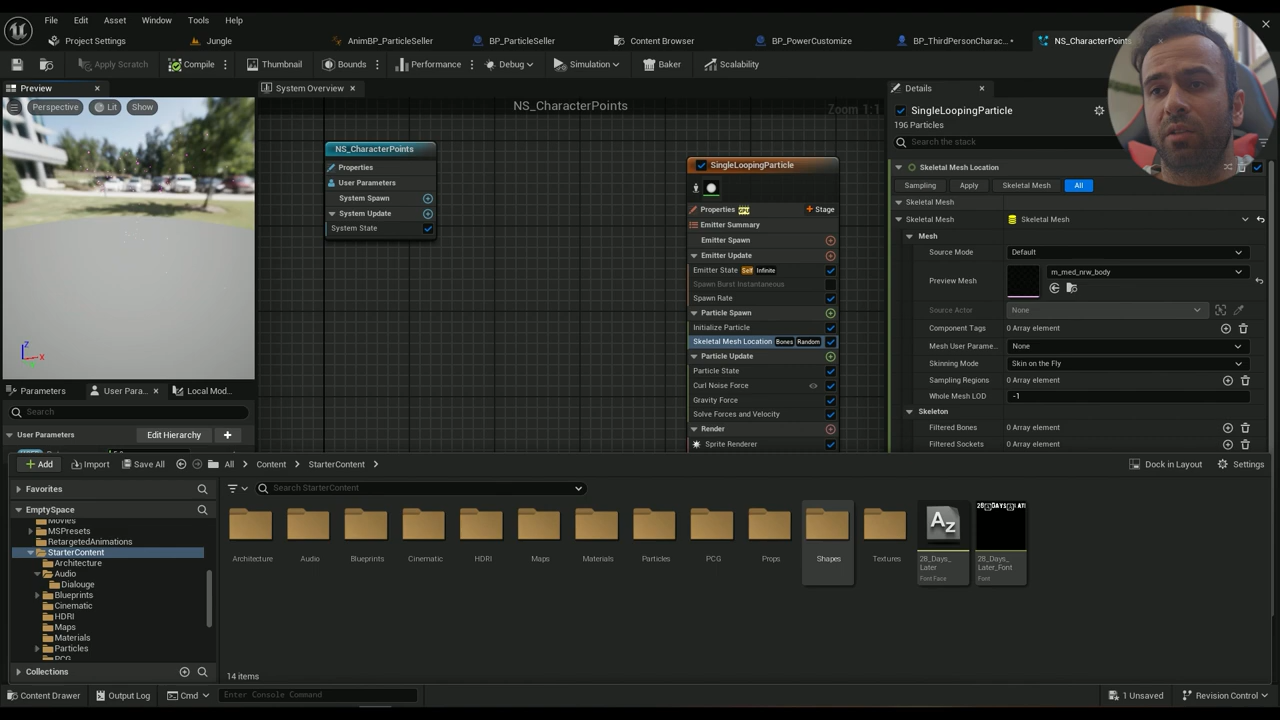 File Edit Asset Window Tools Help
Project Settings Jungle AnimBP_ParticleSeller BP_ParticleSeller Content Browser BP_PowerCustomize BP_ThirdPersonCharac...* NS_CharacterPoints
Apply Scratch Compile Thumbnail Bounds Performance Debug Simulation Baker Scalability
Preview
Perspective Lit Show
Z X
Parameters User Para... Local Mod...
Search
User Parameters Edit Hierarchy
System Overview
NS_CharacterPoints Zoom 1:1
NS_CharacterPoints
Properties
User Parameters
System Spawn
System Update
System State
SingleLoopingParticle
Properties GPU Stage
Emitter Summary
Emitter Spawn
Emitter Update
Emitter State Self Infinite
Spawn Burst Instantaneous
Spawn Rate
Particle Spawn
Initialize Particle
Skeletal Mesh Location Bones Random
Particle Update
Particle State
Curl Noise Force
Gravity Force
Solve Forces and Velocity
Render
Sprite Renderer
Details
SingleLoopingParticle
196 Particles
Search the stack
Skeletal Mesh Location
Sampling Apply Skeletal Mesh All
Skeletal Mesh
Skeletal Mesh Skeletal Mesh
Mesh
Source Mode Default
Preview Mesh m_med_nrw_body
Source Actor None
Component Tags 0 Array element
Mesh User Parame... None
Skinning Mode Skin on the Fly
Sampling Regions 0 Array element
Whole Mesh LOD -1
Skeleton
Filtered Bones 0 Array element
Filtered Sockets 0 Array element
Add Import Save All All Content StarterContent Dock in Layout Settings
Favorites
EmptySpace
Movies
MSPresets
RetargetedAnimations
StarterContent
Architecture
Audio
Dialouge
Blueprints
Cinematic
HDRI
Maps
Materials
Particles
PCG
Collections
Search StarterContent
Architecture Audio Blueprints Cinematic HDRI Maps Materials Particles PCG Props Shapes Textures
28_Days_
Later
Font Face
28_Days_
Later_Font
Font
14 items
Content Drawer Output Log Cmd Enter Console Command 1 Unsaved Revision Control